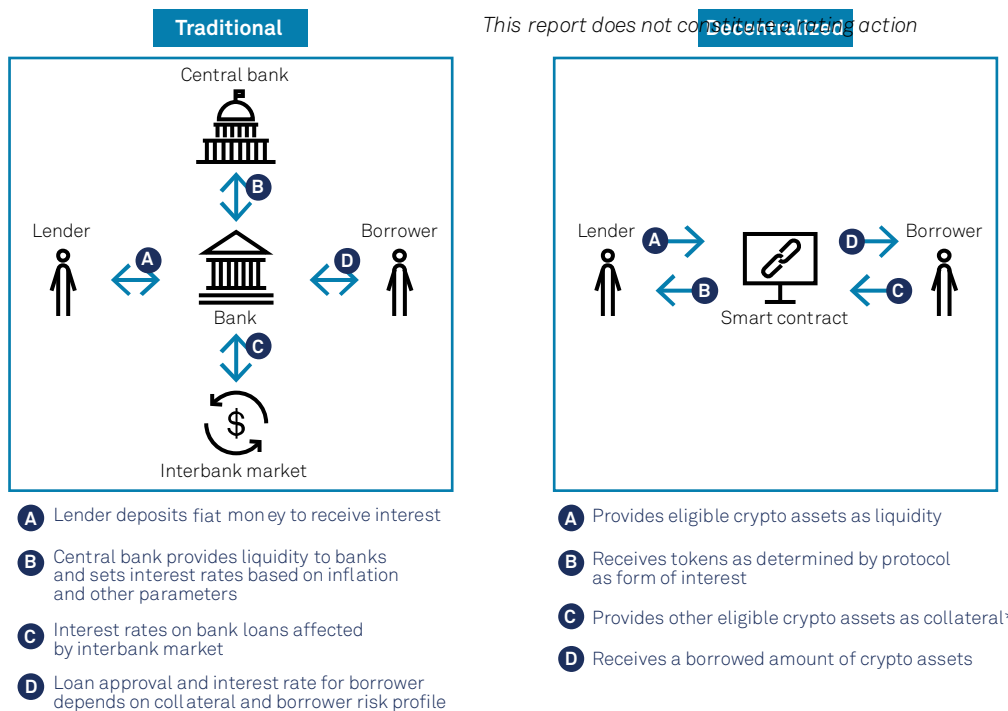 Traditional
This report does not constitute a rating action
Decentralized
Central bank
B
Lender
Borrower
A
D
Bank
C
$
Interbank market
Lender
Borrower
A
D
B
C
Smart contract
A Lender deposits fiat money to receive interest
B Central bank provides liquidity to banks
and sets interest rates based on inflation
and other parameters
C Interest rates on bank loans affected
by interbank market
D Loan approval and interest rate for borrower
depends on collateral and borrower risk profile
A Provides eligible crypto assets as liquidity
B Receives tokens as determined by protocol
as form of interest
C Provides other eligible crypto assets as collateral*
D Receives a borrowed amount of crypto assets